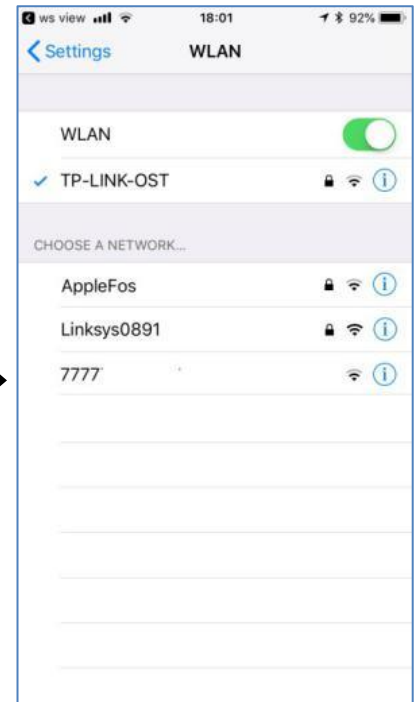 ws view 18:01 92%
Settings WLAN
WLAN
TP-LINK-OST
CHOOSE A NETWORK...
AppleFos
Linksys0891
7777